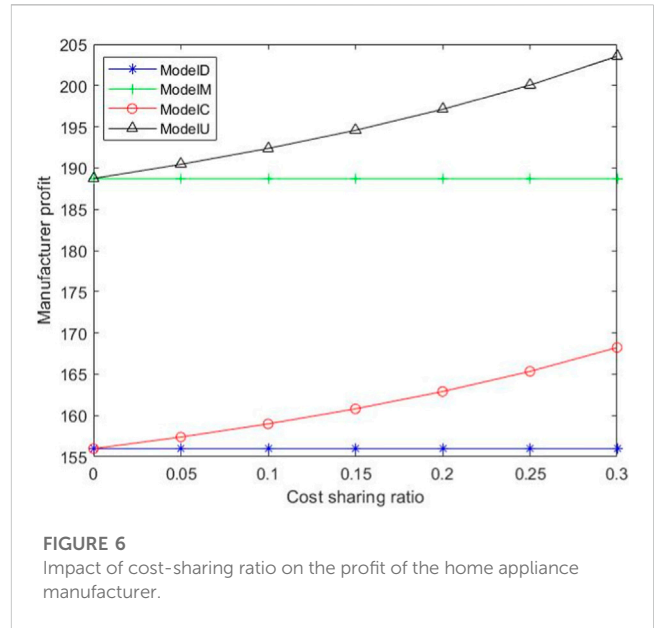 205
200
195
190
185
180
175
170
165
160
155
Manufacturer profit
ModelD
ModelM
ModelC
ModelU
0 0.05 0.1 0.15 0.2 0.25 0.3
Cost sharing ratio
FIGURE 6
Impact of cost-sharing ratio on the profit of the home appliance
manufacturer.